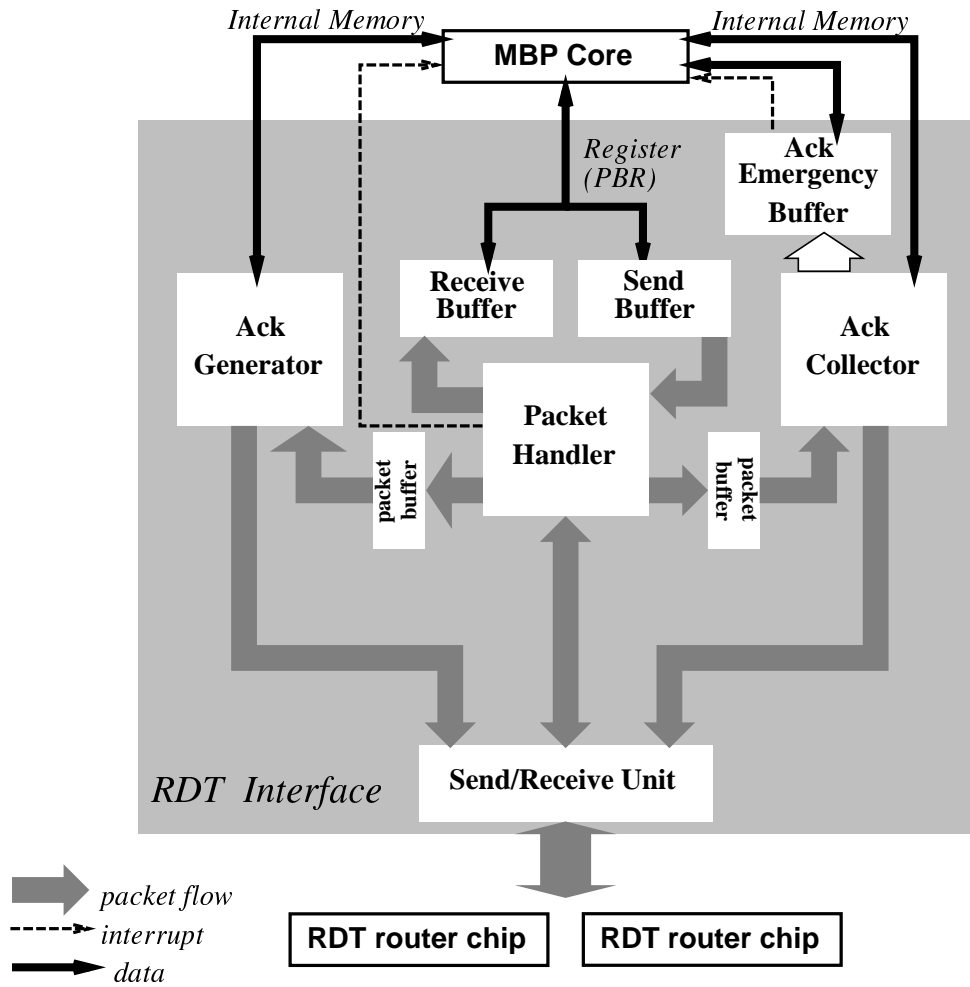 Internal Memory
Internal Memory
MBP Core
Register
(PBR)
Ack
Emergency
Buffer
Receive
Buffer
Send
Buffer
Ack
Generator
Ack
Collector
Packet
Handler
packet
buffer
packet
buffer
Send/Receive Unit
RDT Interface
packet flow
interrupt
data
RDT router chip
RDT router chip